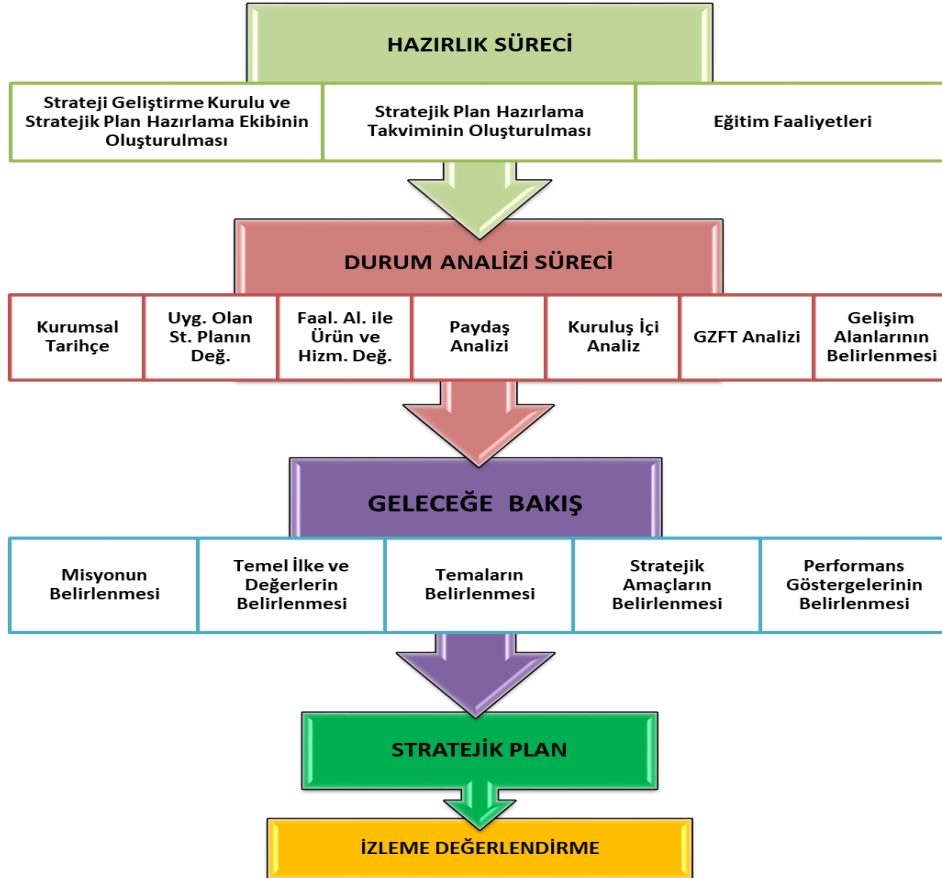 HAZIRLIK SÜRECİ
Strateji Geliştirme Kurulu ve
Stratejik Plan Hazırlama Ekibinin
Oluşturulması
Stratejik Plan Hazırlama
Takviminin Oluşturulması
Eğitim Faaliyetleri
DURUM ANALİZİ SÜRECİ
Kurumsal
Tarihçe
Uyg. Olan
St. Planın
Değ.
Faal. Al. ile
Ürün ve
Hizm. Değ.
Paydaş
Analizi
Kuruluş İçi
Analiz
GZFT Analizi
Gelişim
Alanlarının
Belirlenmesi
GELECEĞE BAKIŞ
Misyonun
Belirlenmesi
Temel İlke ve
Değerlerin
Belirlenmesi
Temaların
Belirlenmesi
Stratejik
Amaçların
Belirlenmesi
Performans
Göstergelerinin
Belirlenmesi
STRATEJİK PLAN
İZLEME DEĞERLENDİRME